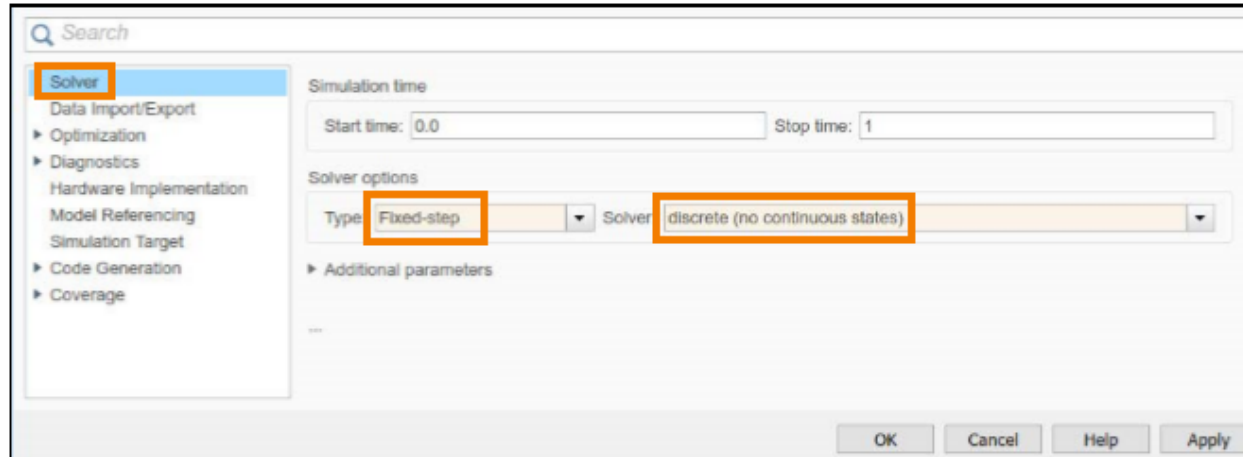 Search
Solver
Data Import/Export
Optimization
Diagnostics
Hardware Implementation
Model Referencing
Simulation Target
Code Generation
Coverage
Simulation time
Start time: 0.0 Stop time: 1
Solver options
Type Fixed-step Solver discrete (no continuous states)
Additional parameters
...
OK Cancel Help Apply